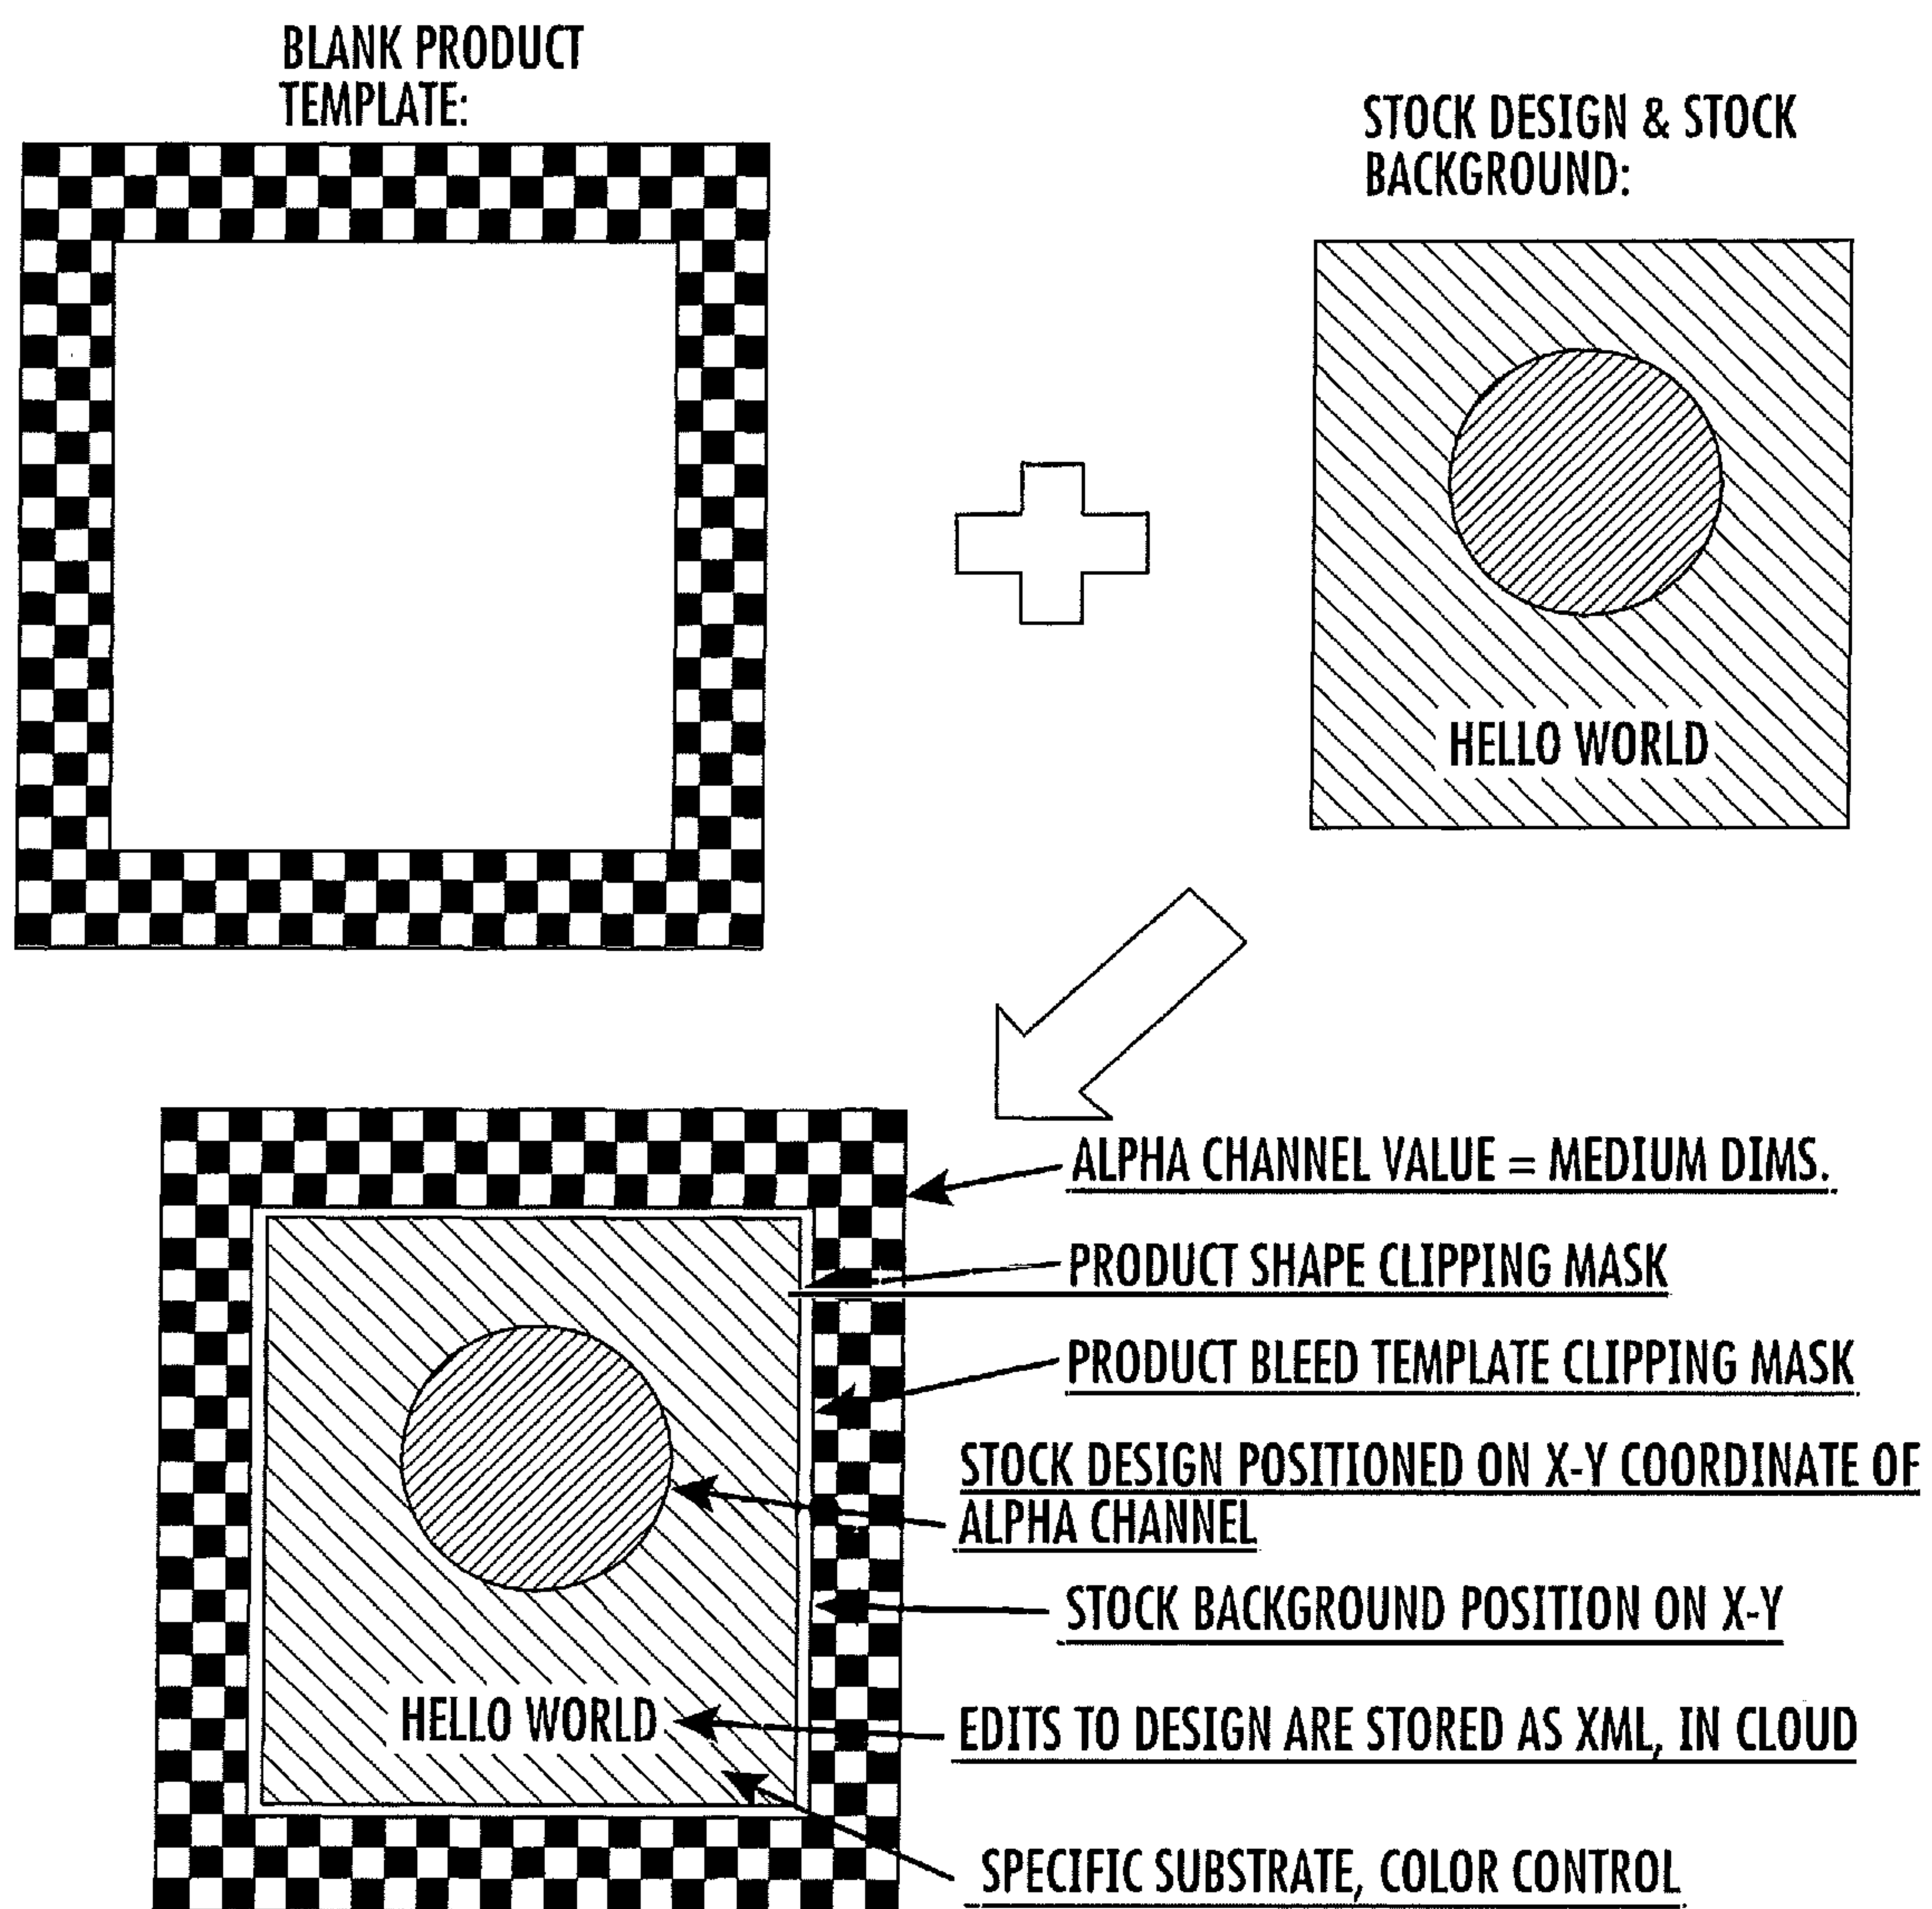 BLANK PRODUCT
TEMPLATE:
STOCK DESIGN & STOCK
BACKGROUND:
HELLO WORLD
ALPHA CHANNEL VALUE = MEDIUM DIMS.
PRODUCT SHAPE CLIPPING MASK
PRODUCT BLEED TEMPLATE CLIPPING MASK
STOCK DESIGN POSITIONED ON X-Y COORDINATE OF
ALPHA CHANNEL
STOCK BACKGROUND POSITION ON X-Y
HELLO WORLD
EDITS TO DESIGN ARE STORED AS XML, IN CLOUD
SPECIFIC SUBSTRATE, COLOR CONTROL